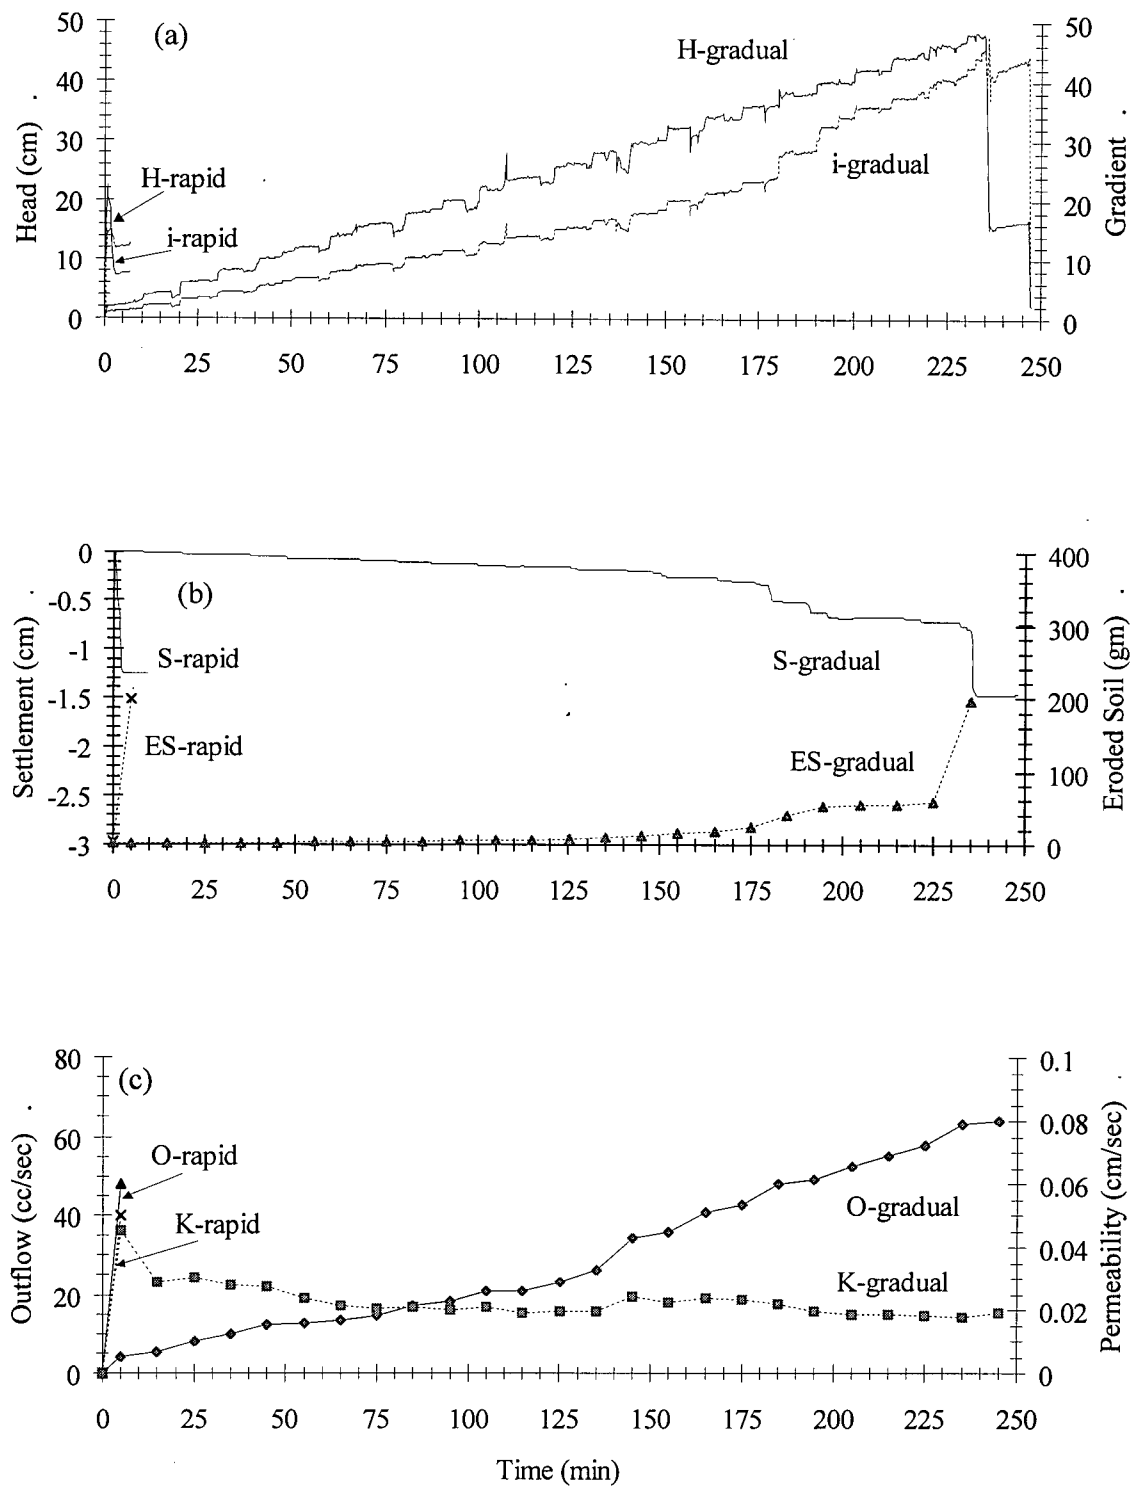 (a)
50
40
30
20
10
0
Head (cm)
H-gradual
i-gradual
H-rapid
i-rapid
50
40
30
20
10
0
Gradient
0 25 50 75 100 125 150 175 200 225 250
(b)
0
-0.5
-1
-1.5
-2
-2.5
-3
Settlement (cm)
S-rapid
ES-rapid
S-gradual
ES-gradual
400
300
200
100
0
Eroded Soil (gm)
0 25 50 75 100 125 150 175 200 225 250
(c)
80
60
40
20
0
Outflow (cc/sec)
O-rapid
K-rapid
O-gradual
K-gradual
0.1
0.08
0.06
0.04
0.02
0
Permeability (cm/sec)
0 25 50 75 100 125 150 175 200 225 250
Time (min)